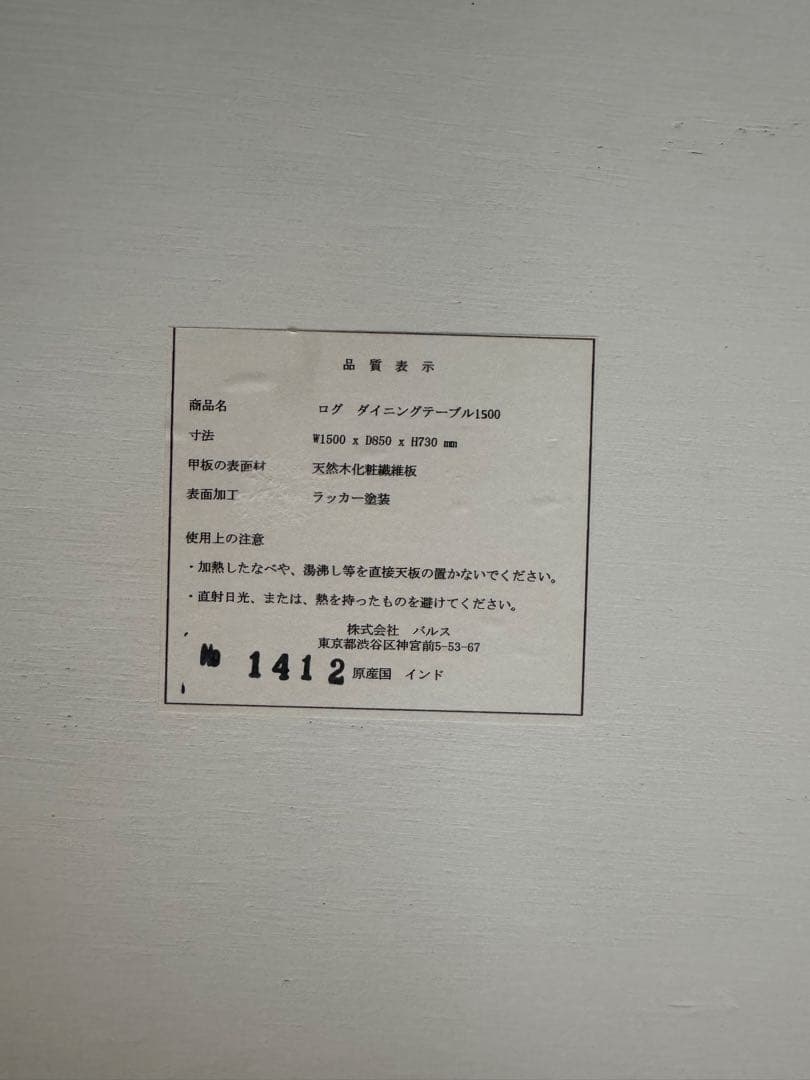 品質表示
商品名 ログ ダイニングテーブル1500
寸法 W1500 x D850 x H730 mm
甲板の表面材 天然木化粧繊維板
表面加工 ラッカー塗装
使用上の注意
・加熱したなべや、湯沸し等を直接天板の置かないでください。
・直射日光、または、熱を持ったものを避けてください。
株式会社 バルス
東京都渋谷区神宮前5-53-67
№ 1412 原産国 インド